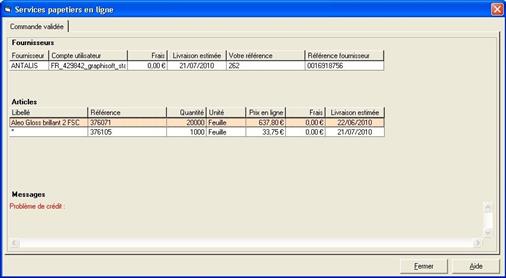 Services papetiers en ligne
Commande validée
Fournisseurs
Fournisseur Compte utilisateur Frais Livraison estimée Votre référence Référence fournisseur
ANTALIS FR_429842_graphisoft_sta 0,00 € 21/07/2010 262 0016918756
Articles
Libellé Référence Quantité Unité Prix en ligne Frais Livraison estimée
Aleo Gloss brillant 2 FSC 376071 20000 Feuille 637,80 € 0,00 € 22/06/2010
" 376105 1000 Feuille 33,75 € 0,00 € 21/07/2010
Messages
Problème de crédit :
Fermer Aide